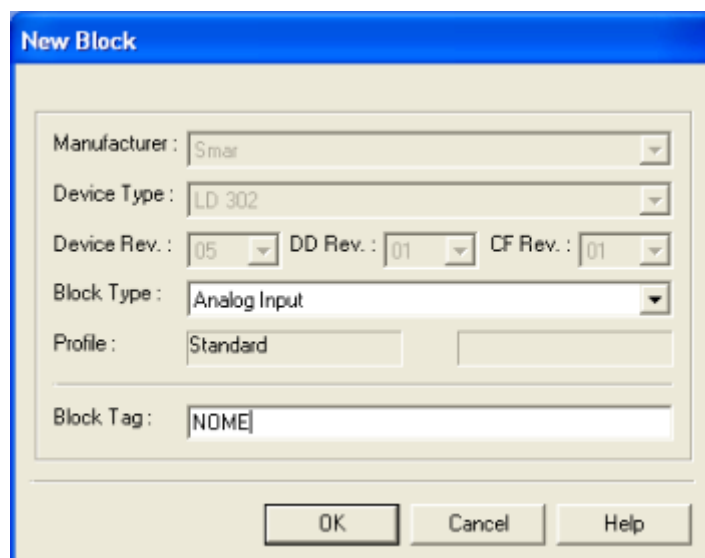 New Block
Manufacturer : Smar
Device Type : LD 302
Device Rev. : 05 DD Rev. : 01 CF Rev. : 01
Block Type : Analog Input
Profile : Standard
Block Tag : NOME
OK Cancel Help